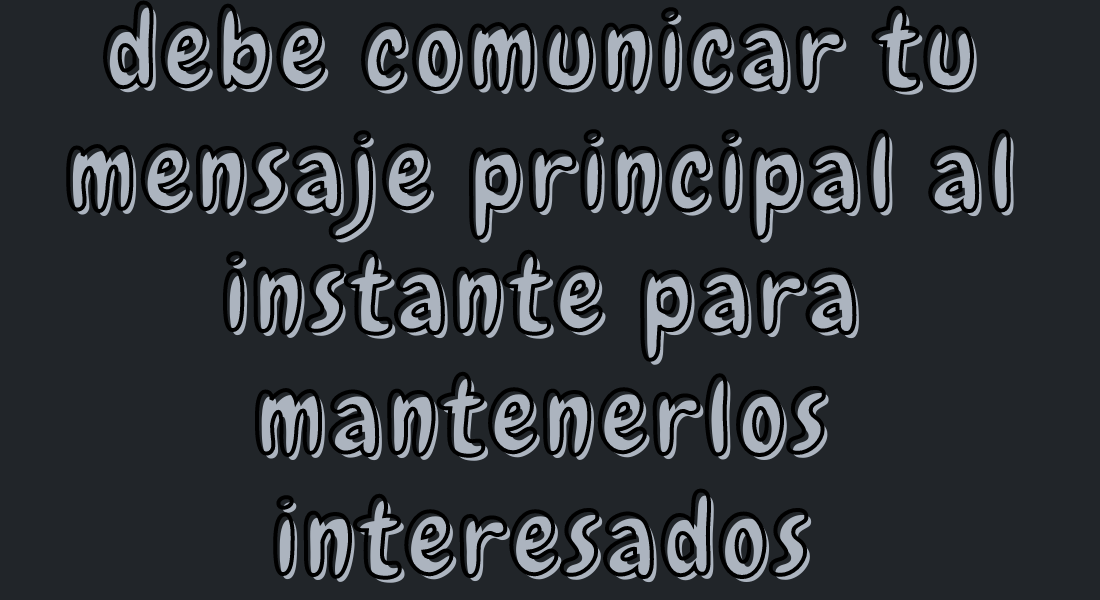 debe comunicar tu
mensaje principal al
instante para
mantenerlos
interesados